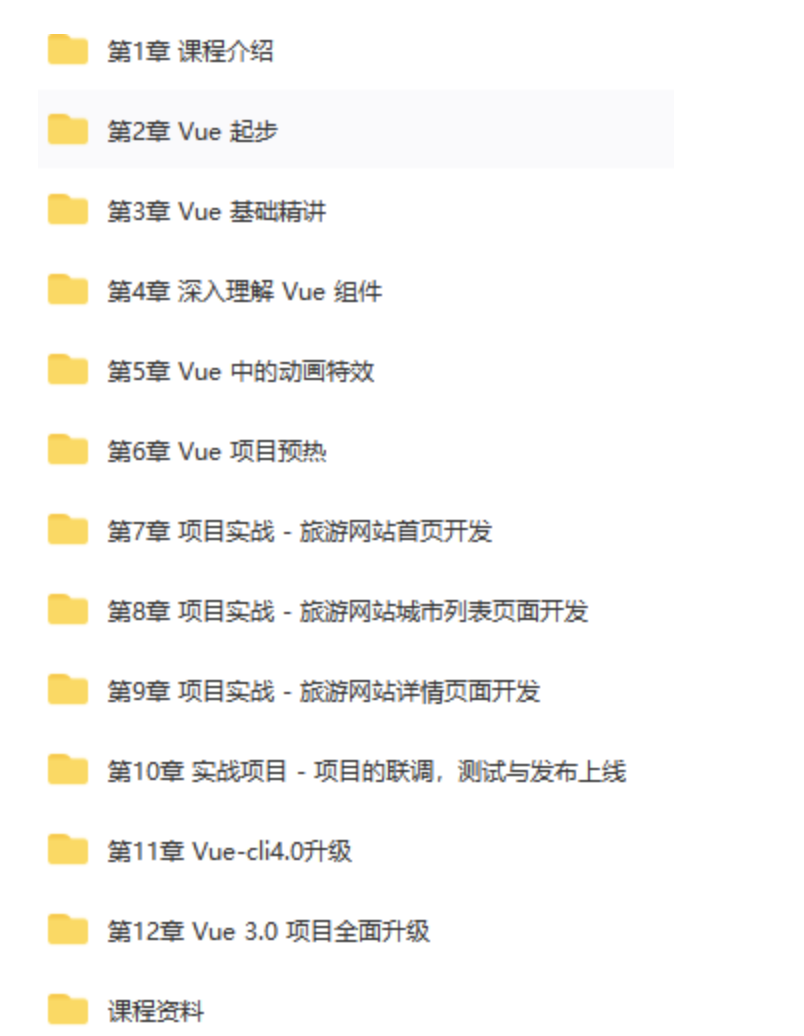 第1章 课程介绍
第2章 Vue 起步
第3章 Vue 基础精讲
第4章 深入理解 Vue 组件
第5章 Vue 中的动画特效
第6章 Vue 项目预热
第7章 项目实战 - 旅游网站首页开发
第8章 项目实战 - 旅游网站城市列表页面开发
第9章 项目实战 - 旅游网站详情页面开发
第10章 实战项目 - 项目的联调，测试与发布上线
第11章 Vue-cli4.0升级
第12章 Vue 3.0 项目全面升级
课程资料